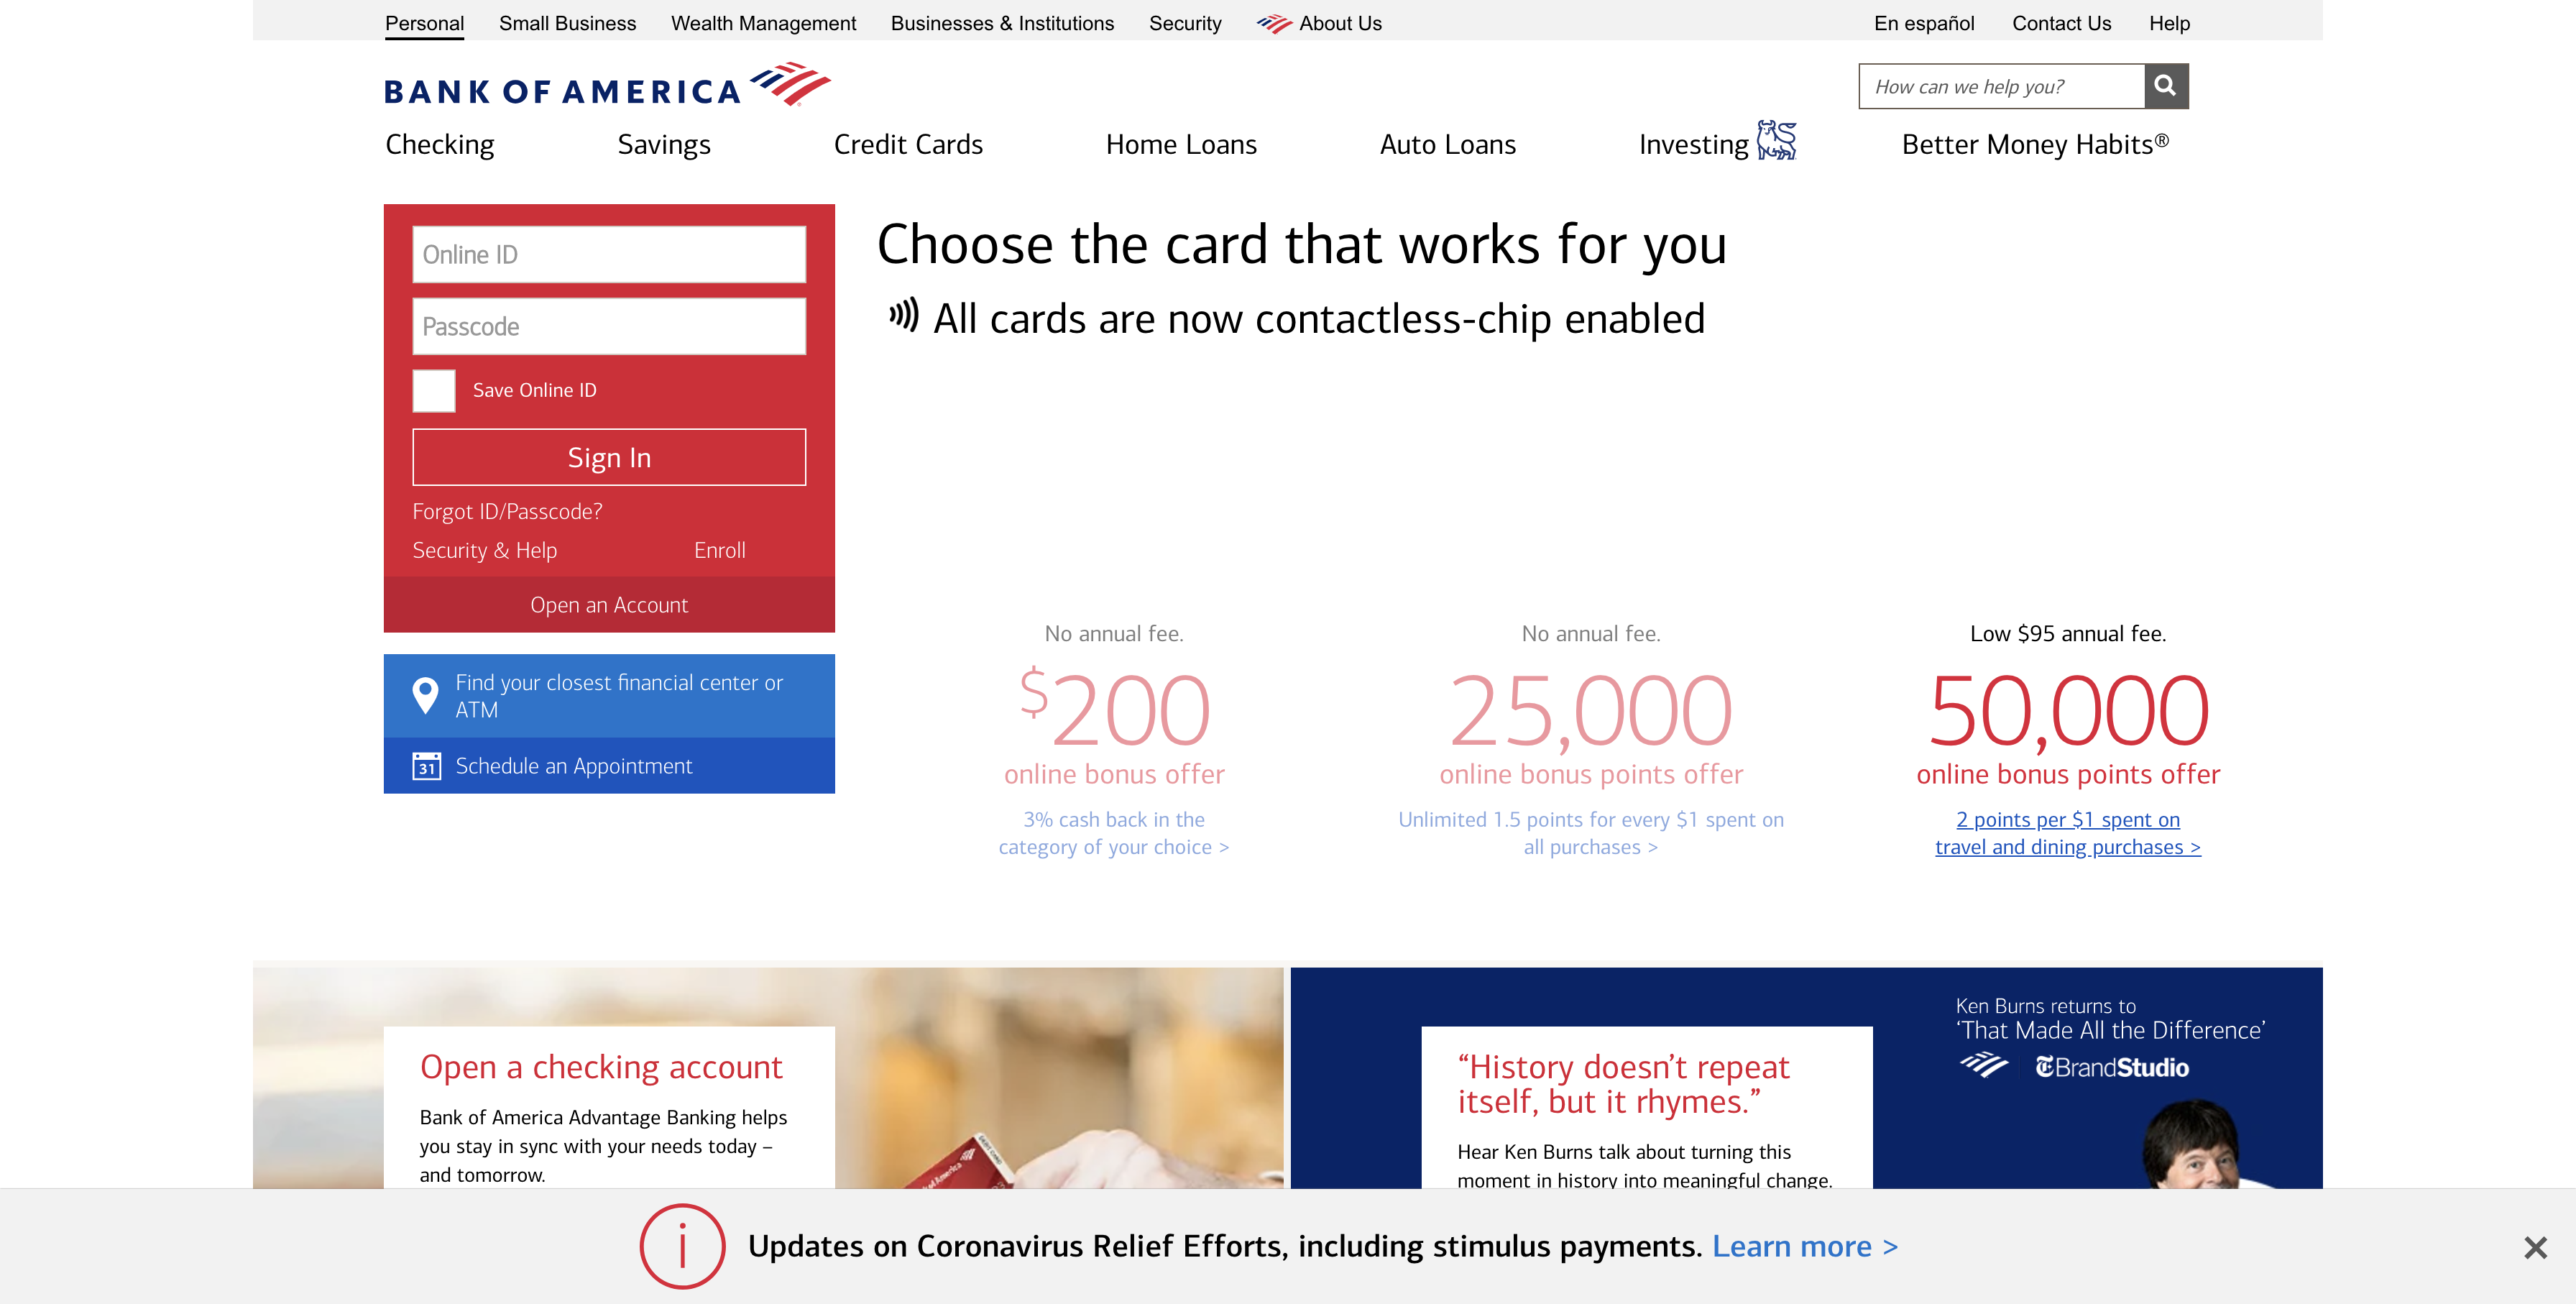 Personal
Small Business
Wealth Management
Businesses & Institutions
Security
About Us
En español
Contact Us
Help
BANK OF AMERICA
How can we help you?
Checking
Savings
Credit Cards
Home Loans
Auto Loans
Investing
Better Money Habits®
Online ID
Passcode
Save Online ID
Sign In
Forgot ID/Passcode?
Security & Help
Enroll
Open an Account
Find your closest financial center or
ATM
31
Schedule an Appointment
Choose the card that works for you
All cards are now contactless-chip enabled
No annual fee.
$200
online bonus offer
3% cash back in the
category of your choice >
No annual fee.
25,000
online bonus points offer
Unlimited 1.5 points for every $1 spent on
all purchases >
Low $95 annual fee.
50,000
online bonus points offer
2 points per $1 spent on
travel and dining purchases >
Open a checking account
Bank of America Advantage Banking helps
you stay in sync with your needs today –
and tomorrow.
“History doesn’t repeat
itself, but it rhymes.”
Hear Ken Burns talk about turning this
moment in history into meaningful change.
Ken Burns returns to
‘That Made All the Difference’
TBrandStudio
Updates on Coronavirus Relief Efforts, including stimulus payments. Learn more >